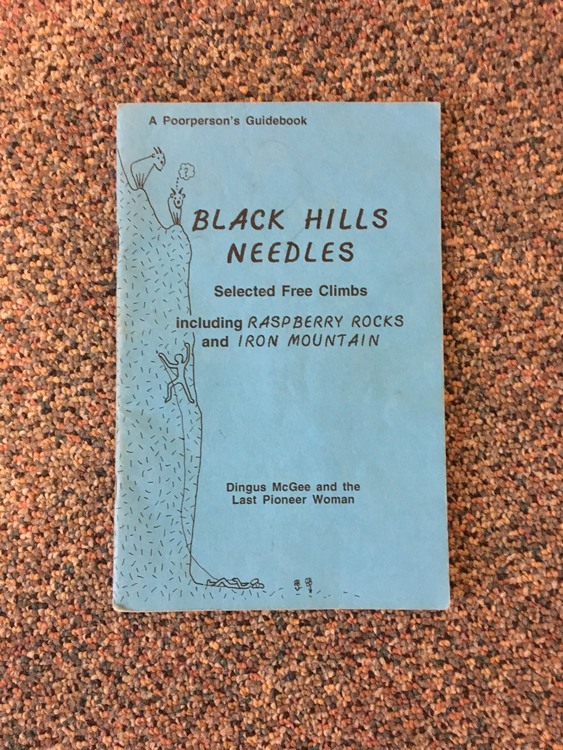 A Poorperson's Guidebook
?
BLACK HILLS
NEEDLES
Selected Free Climbs
including RASPBERRY ROCKS
and IRON MOUNTAIN
Dingus McGee and the
Last Pioneer Woman